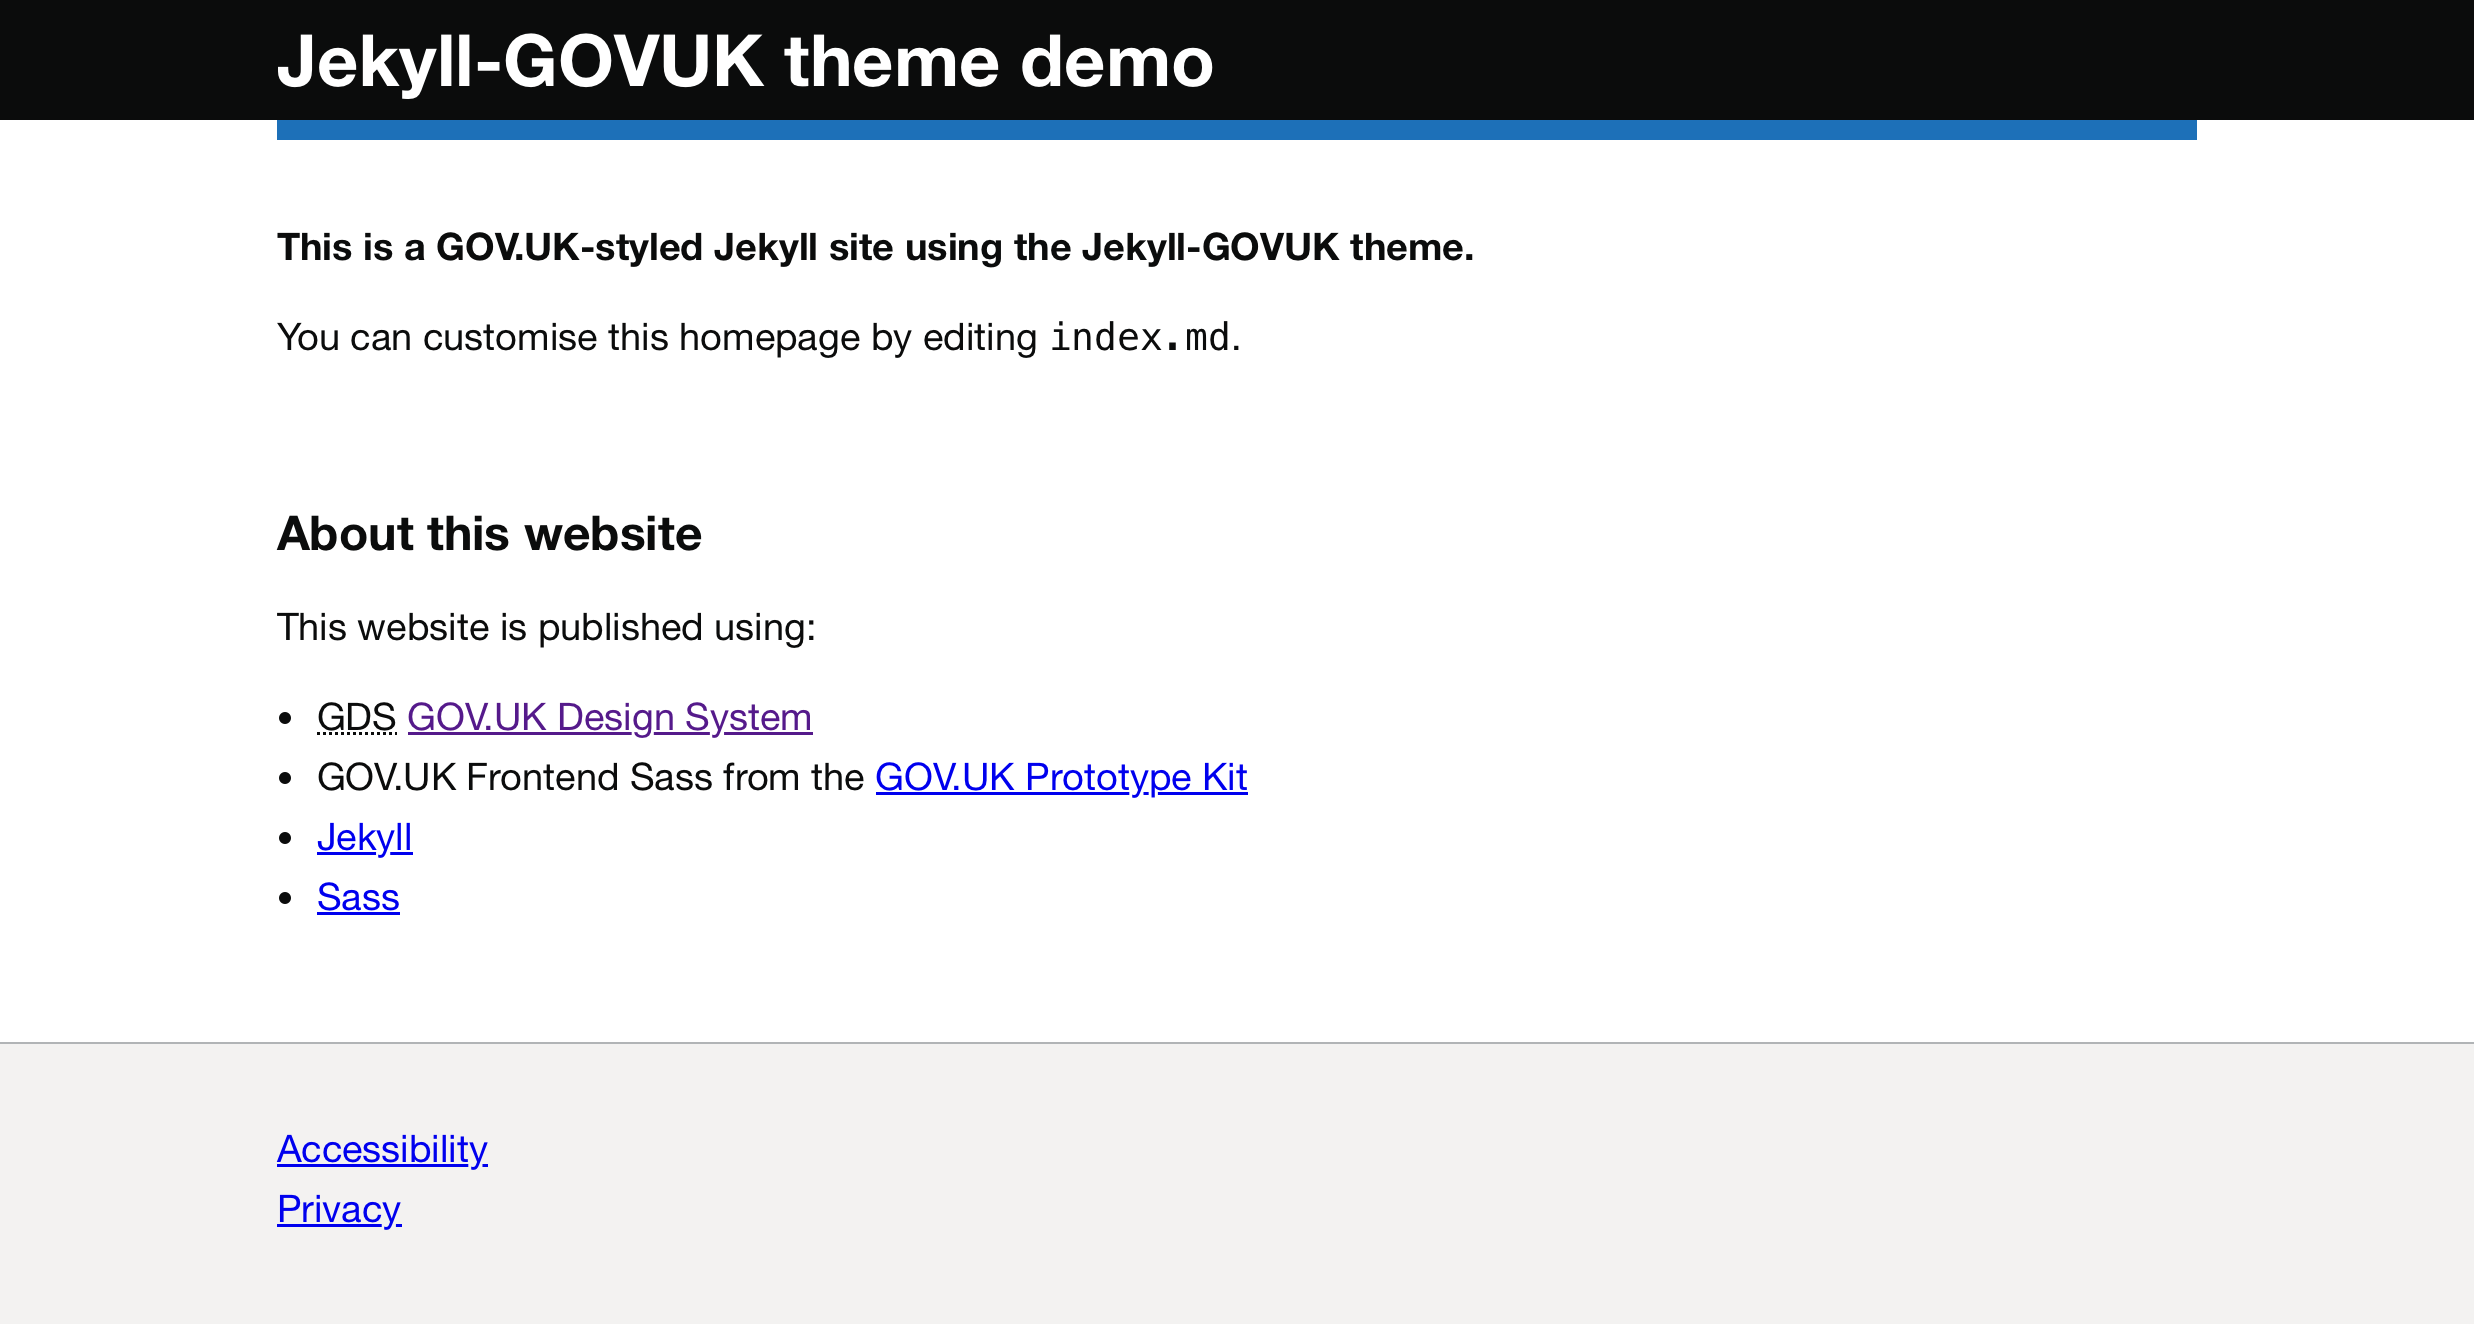 Jekyll-GOVUK theme demo
This is a GOV.UK-styled Jekyll site using the Jekyll-GOVUK theme.
You can customise this homepage by editing index.md.
About this website
This website is published using:
• GDS GOV.UK Design System
• GOV.UK Frontend Sass from the GOV.UK Prototype Kit
• Jekyll
• Sass
Accessibility
Privacy